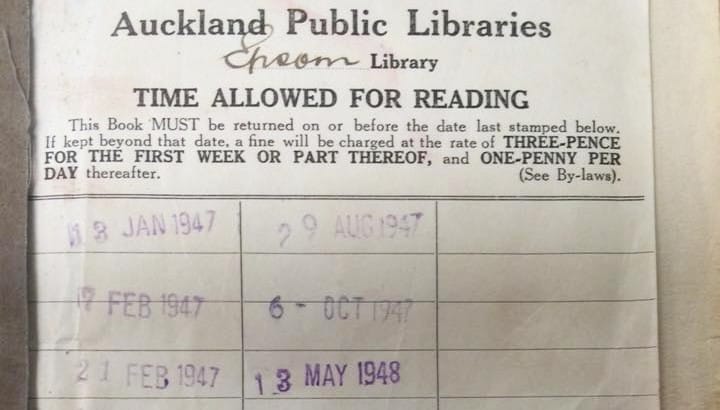 Auckland Public Libraries
Epsom Library
TIME ALLOWED FOR READING
This Book MUST be returned on or before the date last stamped below.
If kept beyond that date, a fine will be charged at the rate of THREE-PENCE
FOR THE FIRST WEEK OR PART THEREOF, and ONE-PENNY PER
DAY thereafter. (See By-laws).
JAN 1947 29 AUG 1947
FEB 1947 6 - OCT 1947
21 FEB 1947 13 MAY 1948